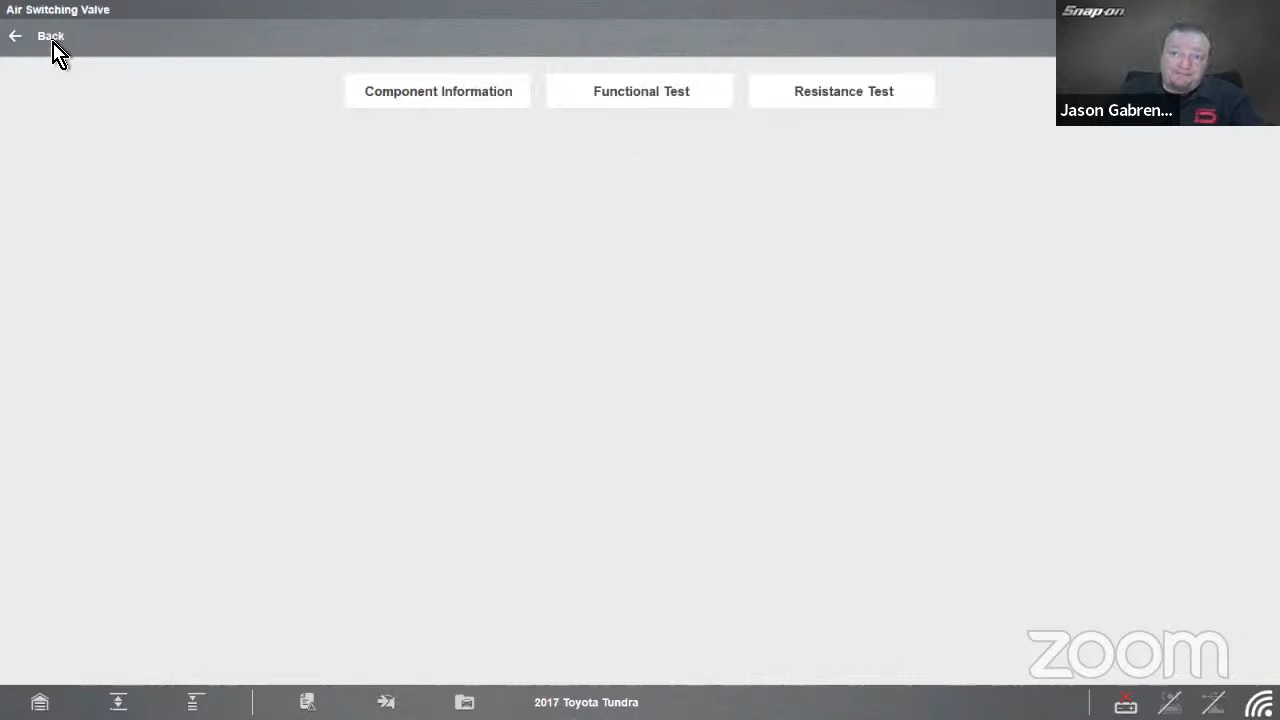 Air Switching Valve
Back
Component Information
Functional Test
Resistance Test
Snap-on
Jason Gabren...
zoom
2017 Toyota Tundra